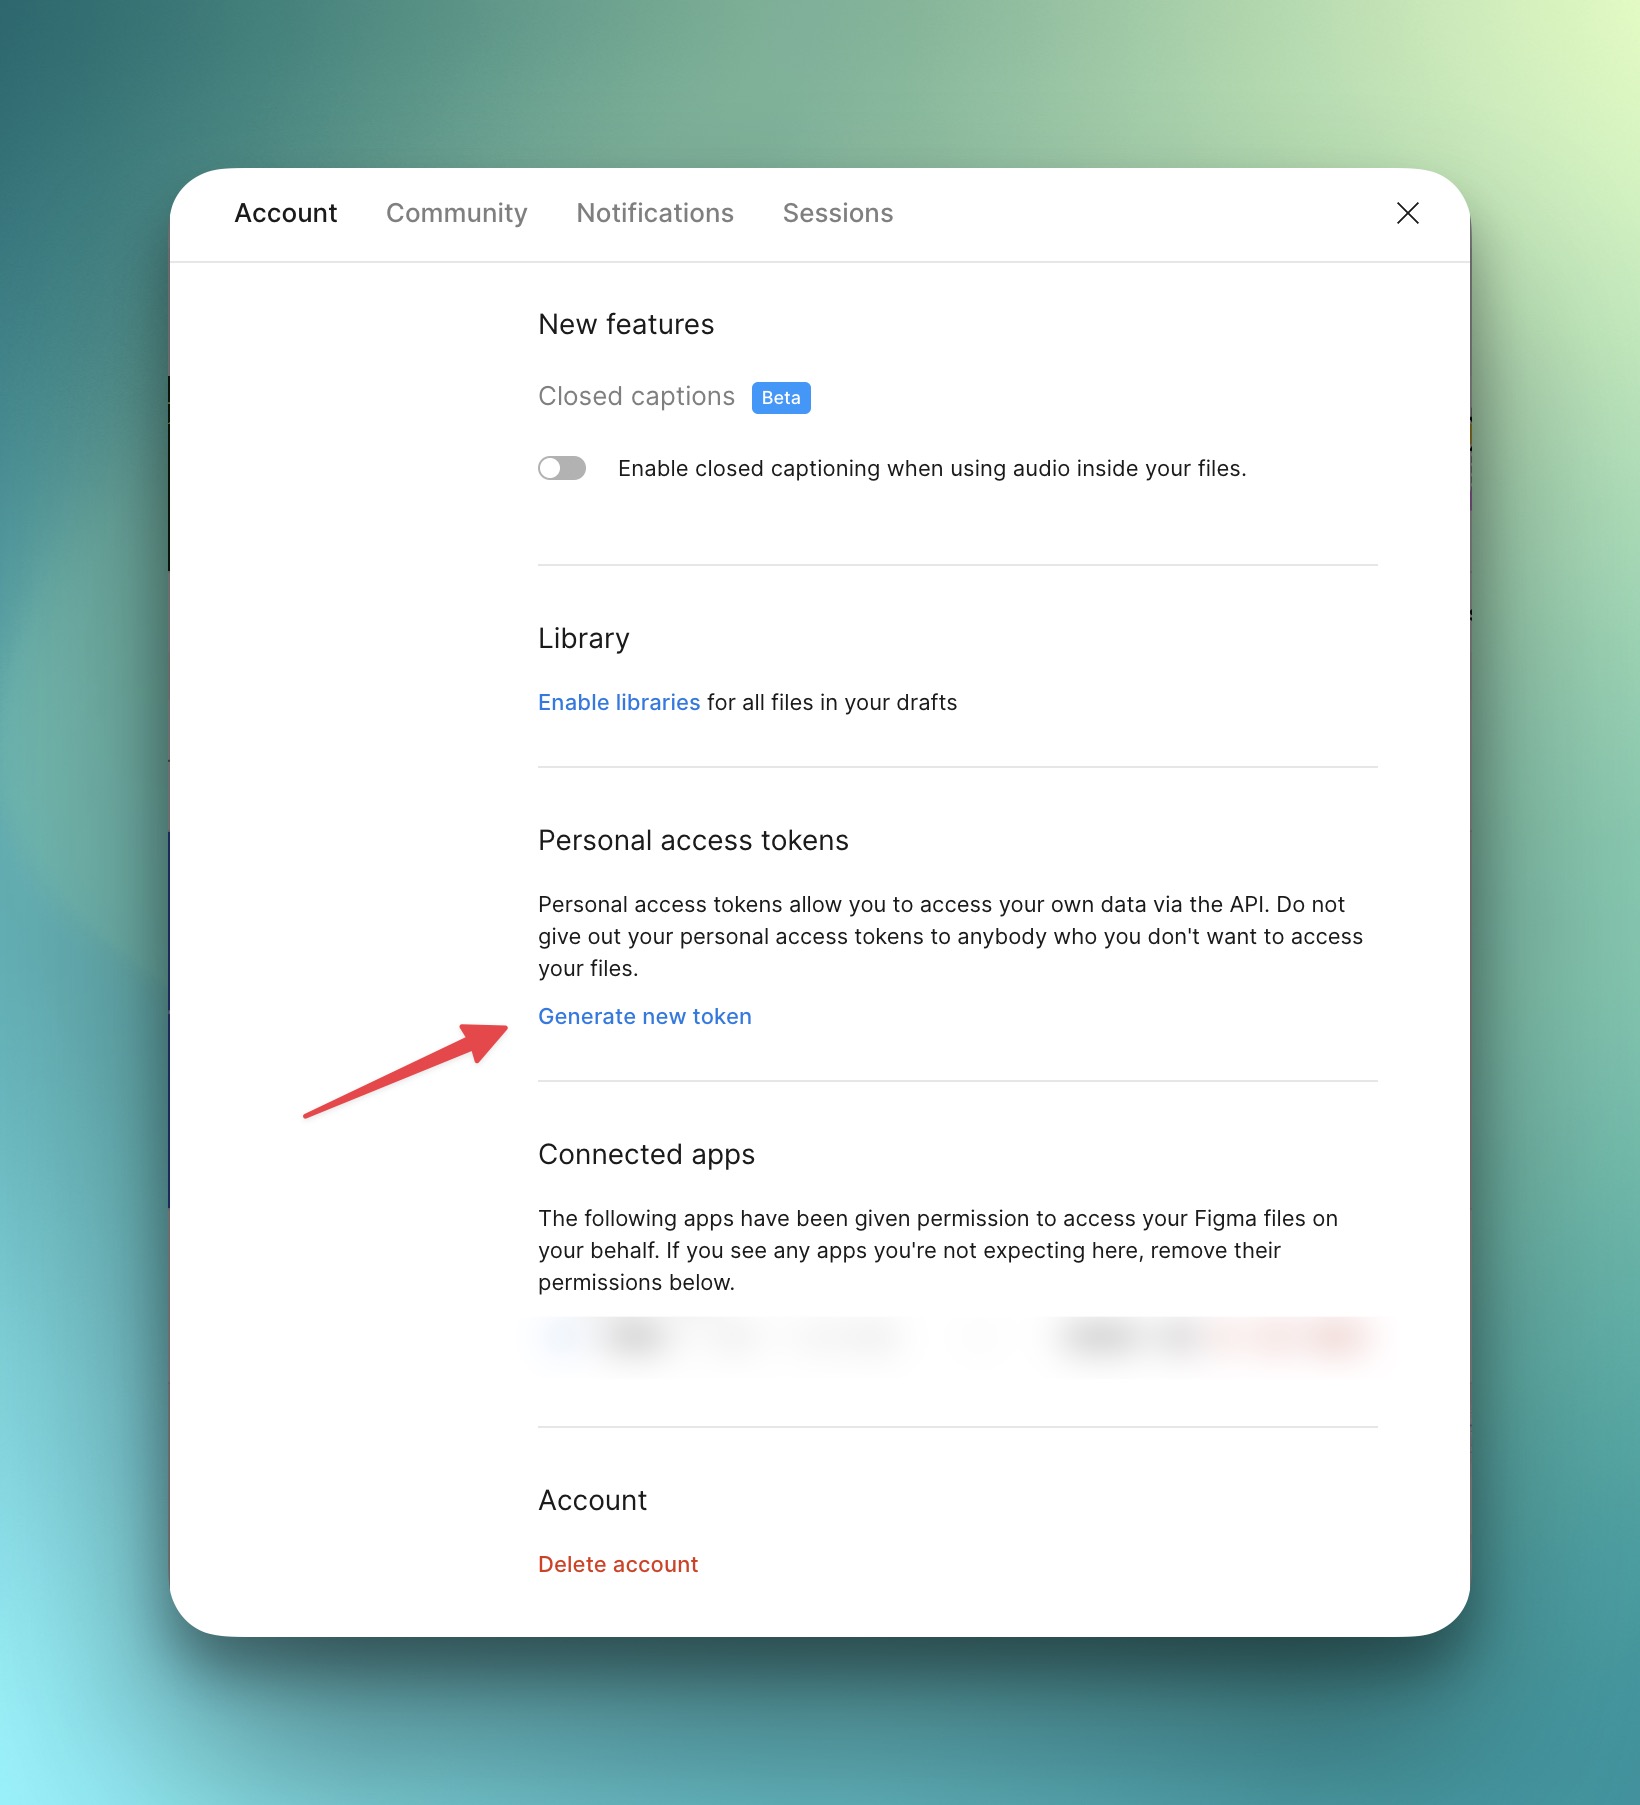 Account Community Notifications Sessions
New features
Closed captions Beta
Enable closed captioning when using audio inside your files.
Library
Enable libraries for all files in your drafts
Personal access tokens
Personal access tokens allow you to access your own data via the API. Do not
give out your personal access tokens to anybody who you don't want to access
your files.
Generate new token
Connected apps
The following apps have been given permission to access your Figma files on
your behalf. If you see any apps you're not expecting here, remove their
permissions below.
Account
Delete account